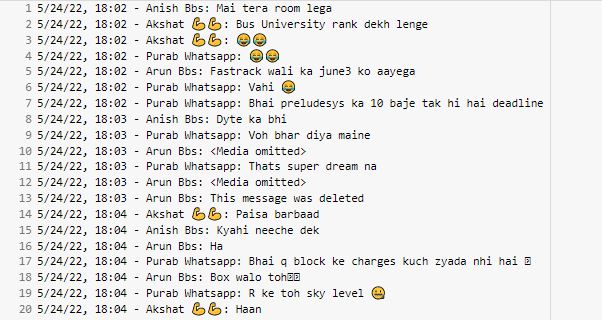 1 5/24/22, 18:02 - Anish Bbs: Mai tera room lega
2 5/24/22, 18:02 - Akshat 💪💪: Bus University rank dekh lenge
3 5/24/22, 18:02 - Akshat 💪💪: 😂😂
4 5/24/22, 18:02 - Purab Whatsapp: 😂😂
5 5/24/22, 18:02 - Arun Bbs: Fastrack wali ka june3 ko aayega
6 5/24/22, 18:02 - Purab Whatsapp: Vahi 😂
7 5/24/22, 18:02 - Purab Whatsapp: Bhai preludesys ka 10 baje tak hi hai deadline
8 5/24/22, 18:03 - Anish Bbs: Dyte ka bhi
9 5/24/22, 18:03 - Purab Whatsapp: Voh bhar diya maine
10 5/24/22, 18:03 - Arun Bbs: <Media omitted>
11 5/24/22, 18:03 - Purab Whatsapp: Thats super dream na
12 5/24/22, 18:03 - Arun Bbs: <Media omitted>
13 5/24/22, 18:03 - Arun Bbs: This message was deleted
14 5/24/22, 18:04 - Akshat 💪💪: Paisa barbaad
15 5/24/22, 18:04 - Anish Bbs: Kyahi neeche dek
16 5/24/22, 18:04 - Arun Bbs: Ha
17 5/24/22, 18:04 - Purab Whatsapp: Bhai q block ke charges kuch zyada nhi hai
18 5/24/22, 18:04 - Arun Bbs: Box walo toh
19 5/24/22, 18:04 - Purab Whatsapp: R ke toh sky level 🤐
20 5/24/22, 18:04 - Akshat 💪💪: Haan